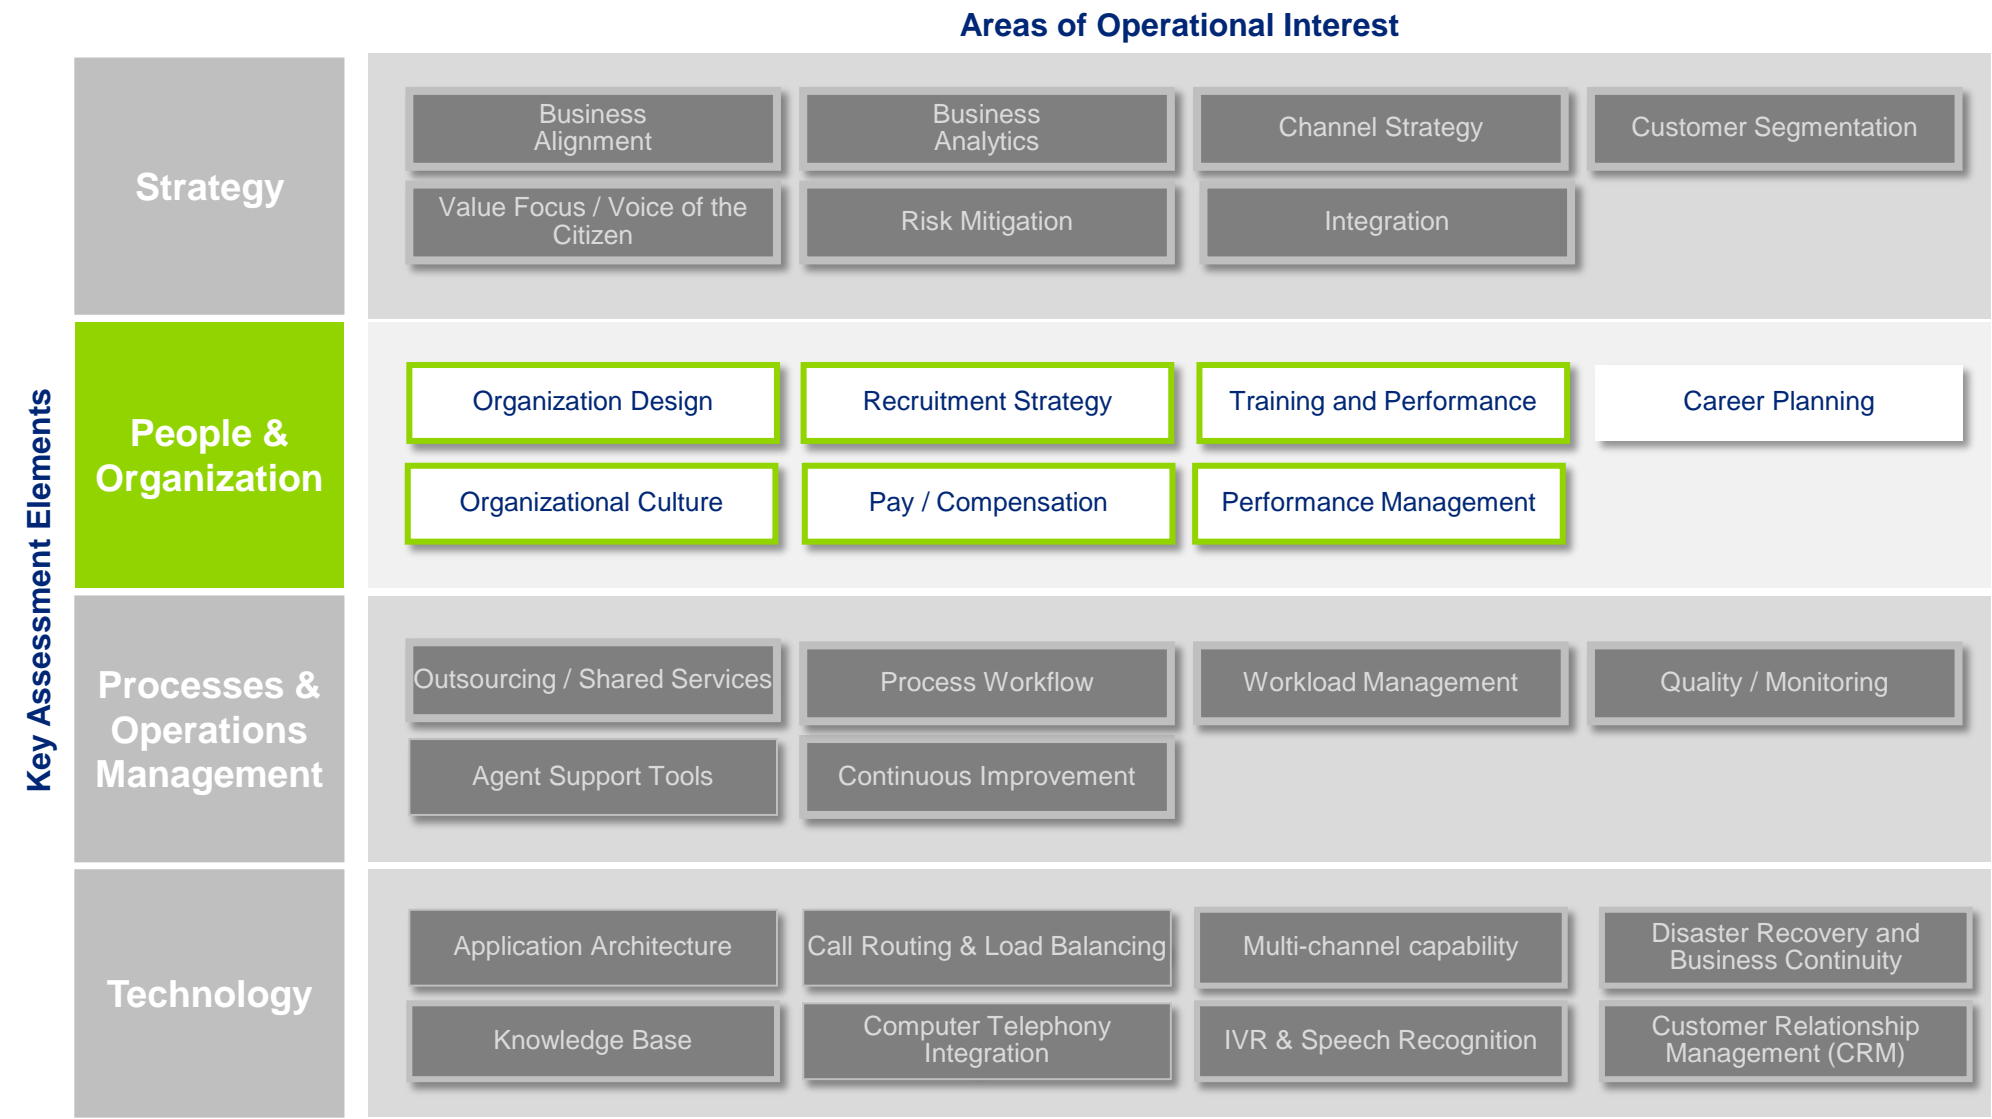 Areas of Operational Interest
Key Assessment Elements
Strategy
Business
Alignment
Business
Analytics
Channel Strategy
Customer Segmentation
Value Focus / Voice of the
Citizen
Risk Mitigation
Integration
People &
Organization
Organization Design
Recruitment Strategy
Training and Performance
Career Planning
Organizational Culture
Pay / Compensation
Performance Management
Processes &
Operations
Management
Outsourcing / Shared Services
Process Workflow
Workload Management
Quality / Monitoring
Agent Support Tools
Continuous Improvement
Technology
Application Architecture
Call Routing & Load Balancing
Multi-channel capability
Disaster Recovery and
Business Continuity
Knowledge Base
Computer Telephony
Integration
IVR & Speech Recognition
Customer Relationship
Management (CRM)